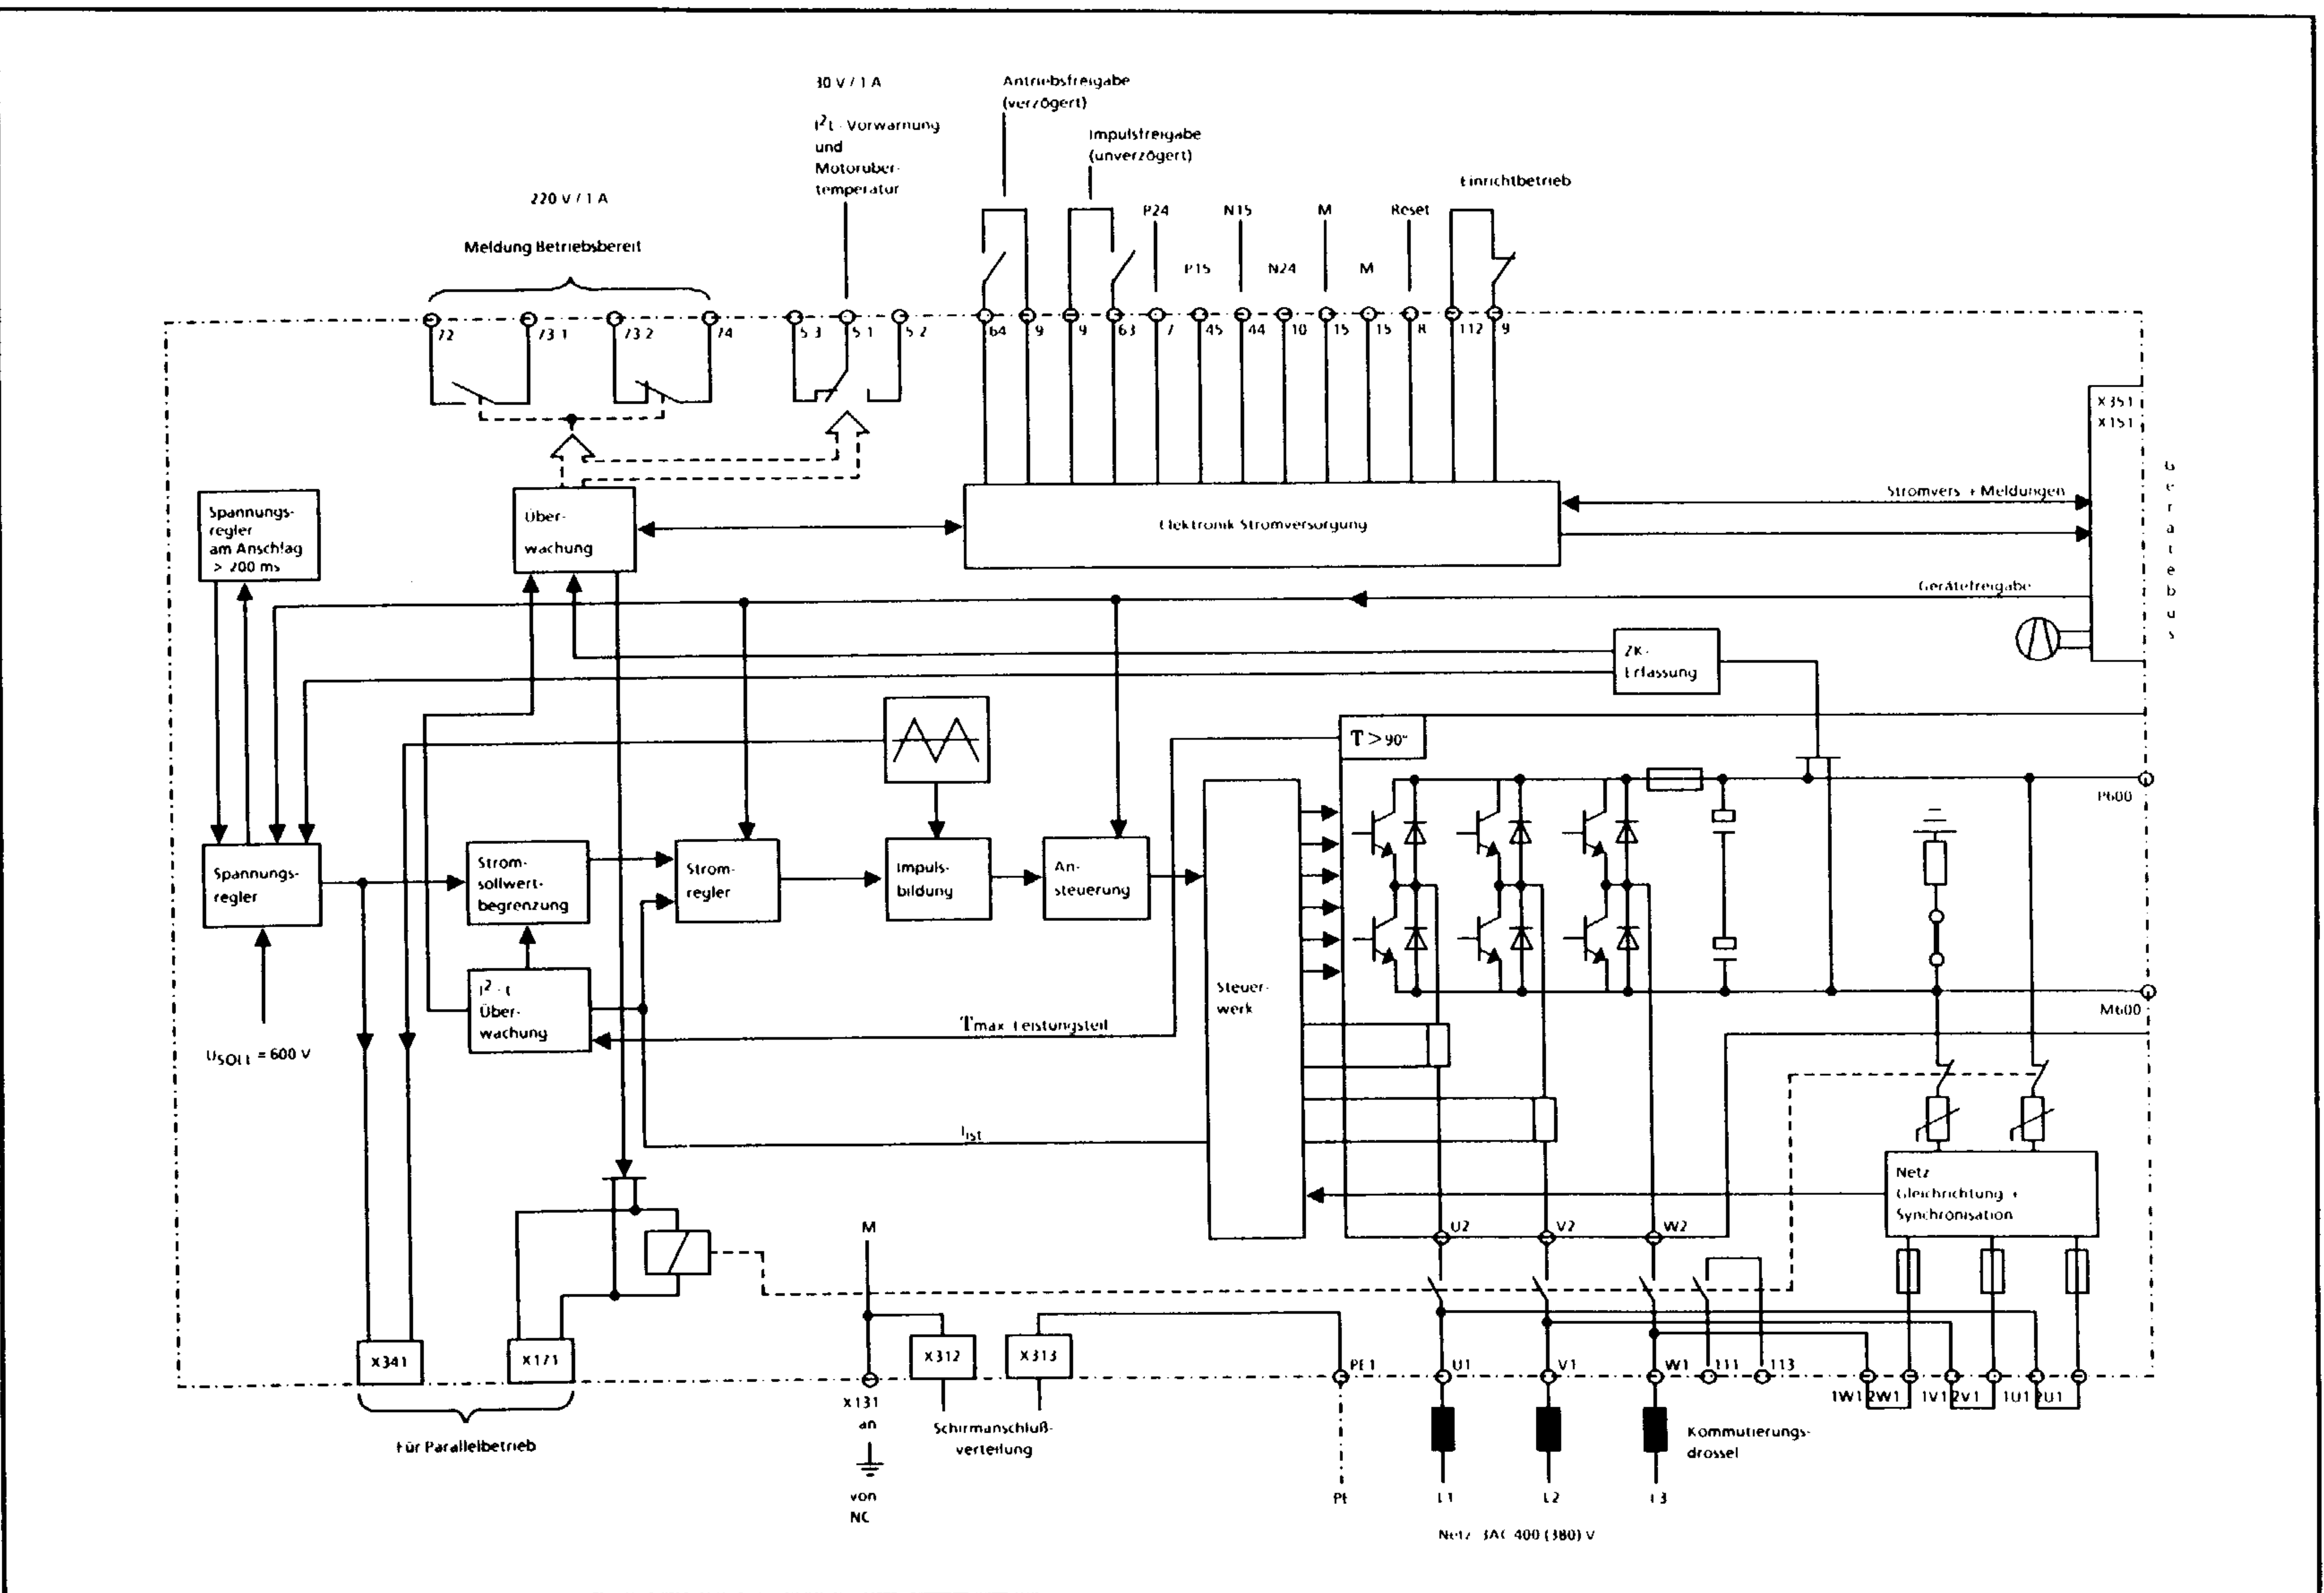 30 V / 1 A
I²t - Vorwarnung
und
Motorüber-
temperatur
Antriebsfreigabe
(verzögert)
Impulsfreigabe
(unverzögert)
Einrichtbetrieb
220 V / 1 A
Meldung Betriebsbereit
P24
N15
M
Reset
P15
N24
M
72
73 1
73 2
74
5 3
5 1
5 2
64
9
9
63
7
45
44
10
15
15
R
112
9
X351
X151
Gerätebus
Spannungs-
regler
am Anschlag
> 200 ms
Über-
wachung
Elektronik Stromversorgung
Stromvers + Meldungen
Gerätefreigabe
ZK-
Erfassung
T > 90°
P600
Spannungs-
regler
Strom-
sollwert-
begrenzung
Strom-
regler
Impuls-
bildung
An-
steuerung
Steuer-
werk
I² - t
Über-
wachung
Tmax Leistungsteil
M600
USOLL = 600 V
Iist
Netz
Gleichrichtung +
Synchronisation
U2
V2
W2
M
X341
X171
X312
X313
PE1
U1
V1
W1
111
113
1W1
2W1
1V1
2V1
1U1
2U1
X131
an
von
NC
Für Parallelbetrieb
Schirmanschluß-
verteilung
Kommutierungs-
drossel
PE
L1
L2
L3
Netz 3AC 400 (380) V